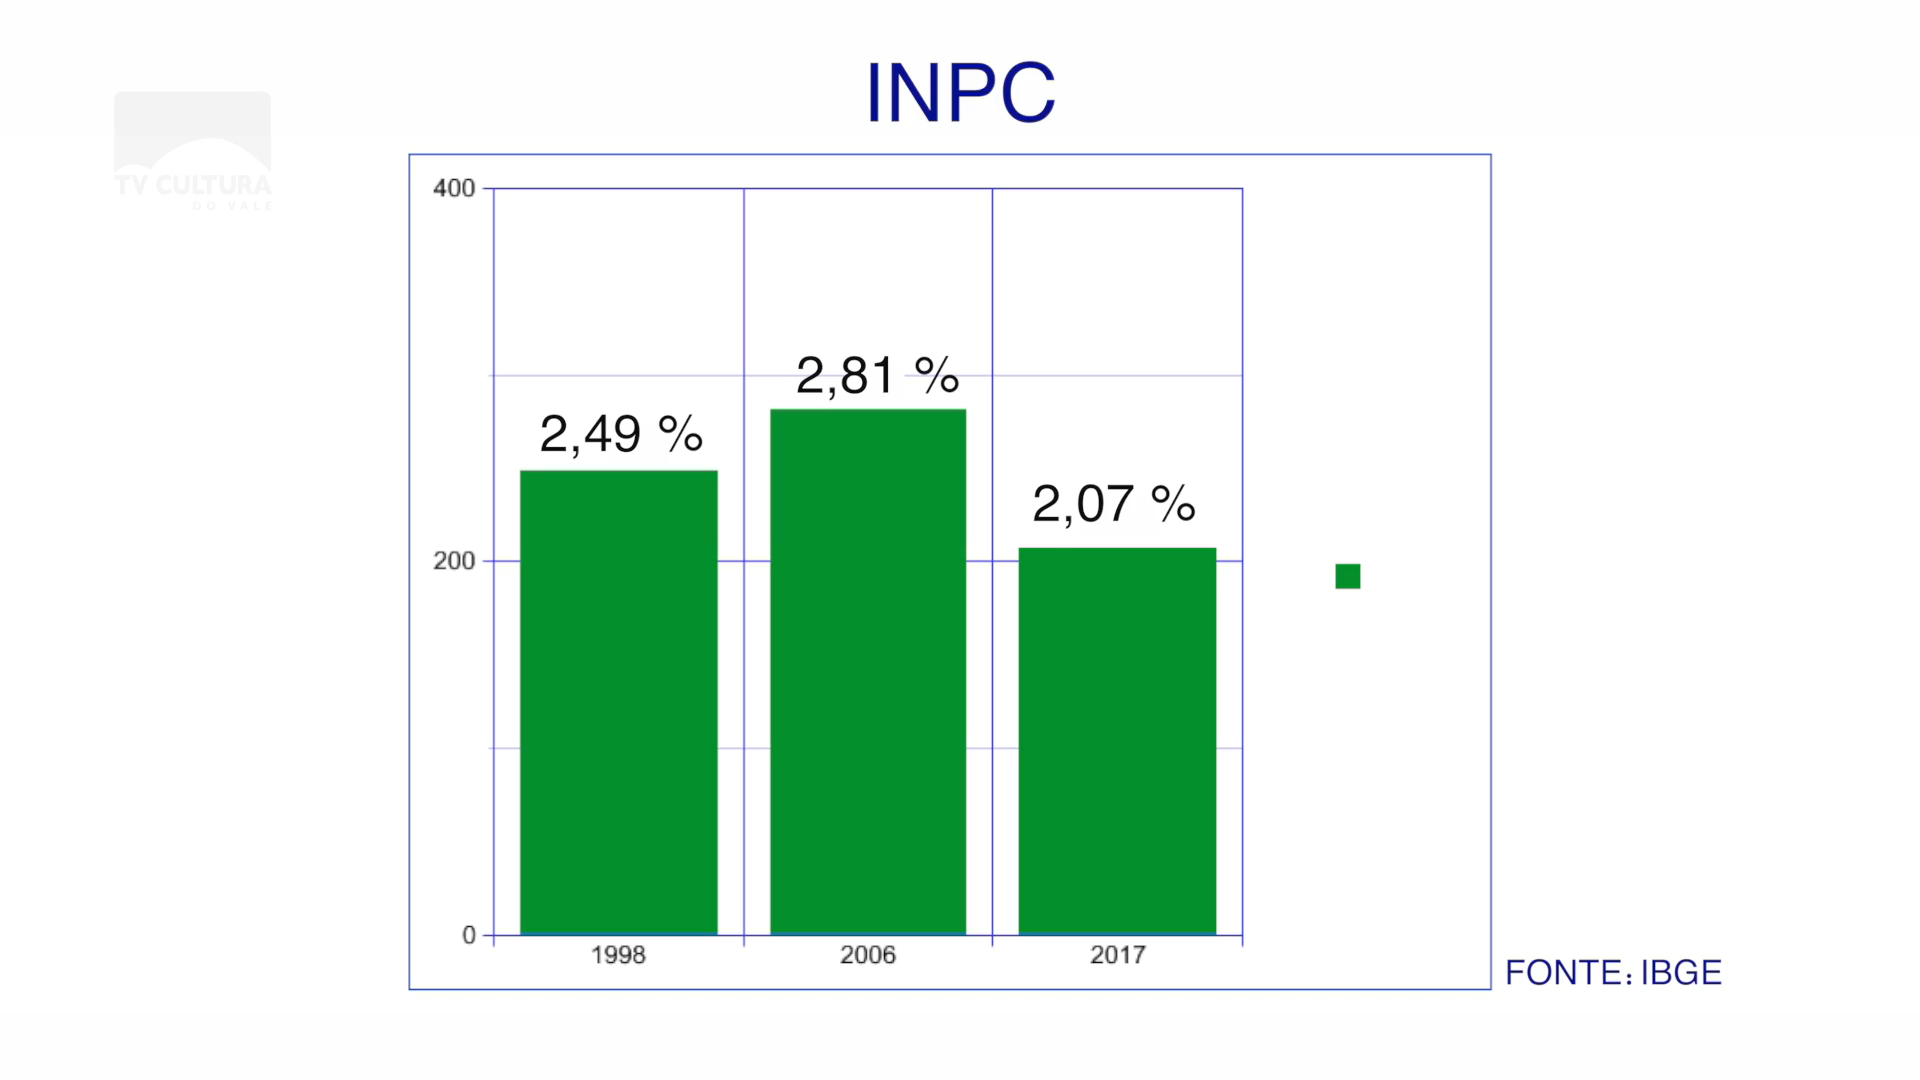 INPC
TV CULTURA
DO VALE
400
2,81 %
2,49 %
2,07 %
200
0
1998
2006
2017
FONTE: IBGE